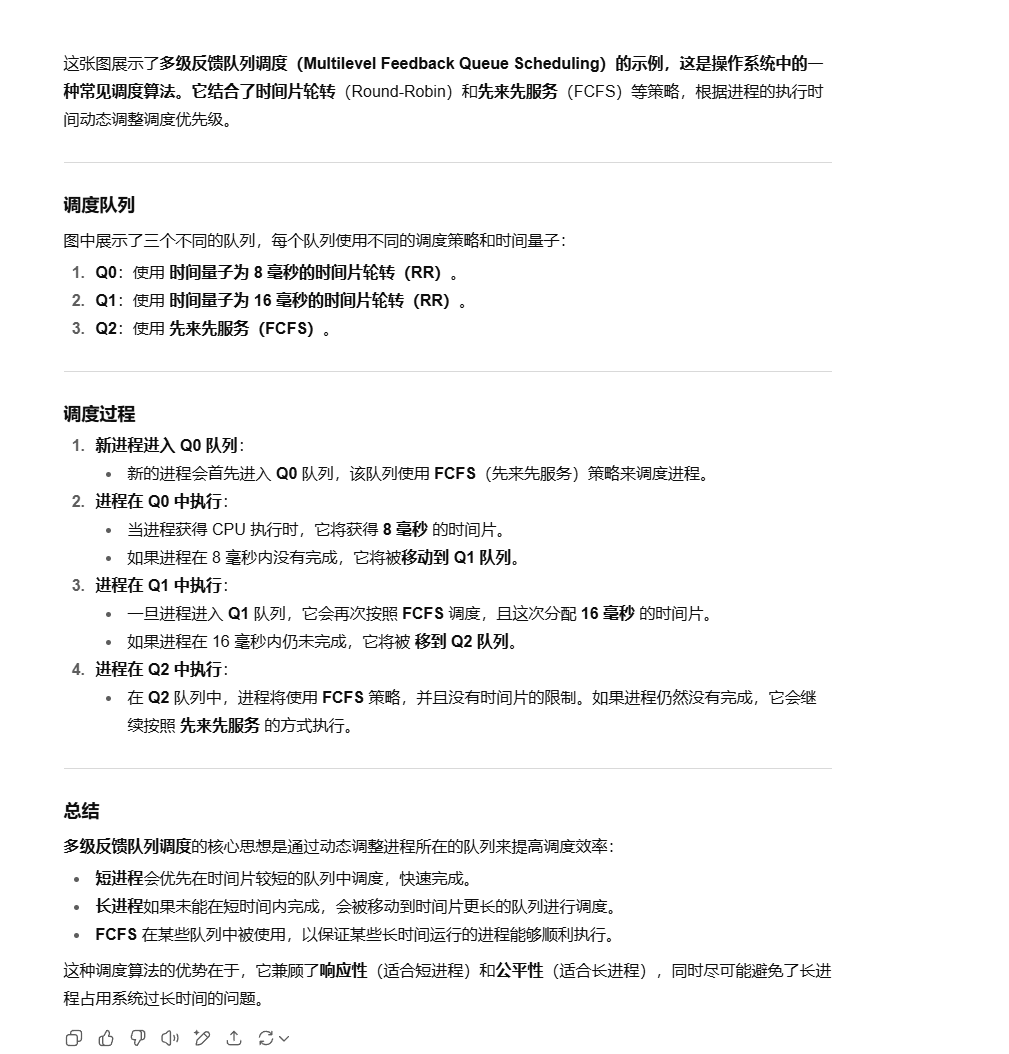 这张图展示了多级反馈队列调度（Multilevel Feedback Queue Scheduling）的示例，这是操作系统中的一
种常见调度算法。它结合了时间片轮转（Round-Robin）和先来先服务（FCFS）等策略，根据进程的执行时
间动态调整调度优先级。
调度队列
图中展示了三个不同的队列，每个队列使用不同的调度策略和时间量子：
1. Q0：使用 时间量子为 8 毫秒的时间片轮转（RR）。
2. Q1：使用 时间量子为 16 毫秒的时间片轮转（RR）。
3. Q2：使用 先来先服务（FCFS）。
调度过程
1. 新进程进入 Q0 队列：
• 新的进程会首先进入 Q0 队列，该队列使用 FCFS（先来先服务）策略来调度进程。
2. 进程在 Q0 中执行：
• 当进程获得 CPU 执行时，它将获得 8 毫秒 的时间片。
• 如果进程在 8 毫秒内没有完成，它将被移动到 Q1 队列。
3. 进程在 Q1 中执行：
• 一旦进程进入 Q1 队列，它会再次按照 FCFS 调度，且这次分配 16 毫秒 的时间片。
• 如果进程在 16 毫秒内仍未完成，它将被 移到 Q2 队列。
4. 进程在 Q2 中执行：
• 在 Q2 队列中，进程将使用 FCFS 策略，并且没有时间片的限制。如果进程仍然没有完成，它会继
续按照 先来先服务 的方式执行。
总结
多级反馈队列调度的核心思想是通过动态调整进程所在的队列来提高调度效率：
• 短进程会优先在时间片较短的队列中调度，快速完成。
• 长进程如果未能在短时间内完成，会被移动到时间片更长的队列进行调度。
• FCFS 在某些队列中被使用，以保证某些长时间运行的进程能够顺利执行。
这种调度算法的优势在于，它兼顾了响应性（适合短进程）和公平性（适合长进程），同时尽可能避免了长进
程占用系统过长时间的问题。